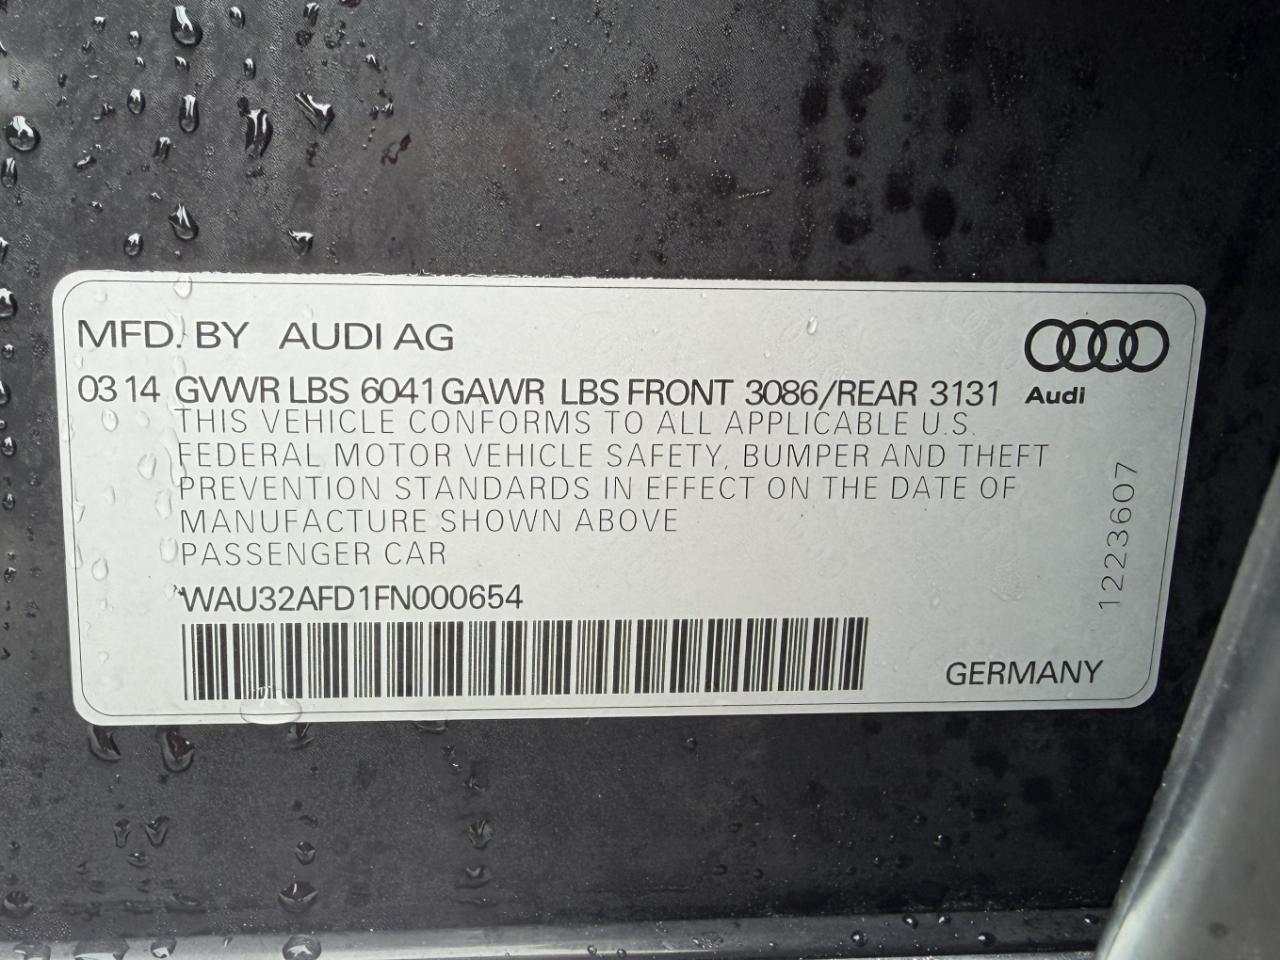 MFD. BY AUDI AG
03 14 GVWR LBS 6041 GAWR LBS FRONT 3086/REAR 3131
Audi
THIS VEHICLE CONFORMS TO ALL APPLICABLE U.S.
FEDERAL MOTOR VEHICLE SAFETY, BUMPER AND THEFT
PREVENTION STANDARDS IN EFFECT ON THE DATE OF
MANUFACTURE SHOWN ABOVE
PASSENGER CAR
*WAU32AFD1FN000654
GERMANY
1223607